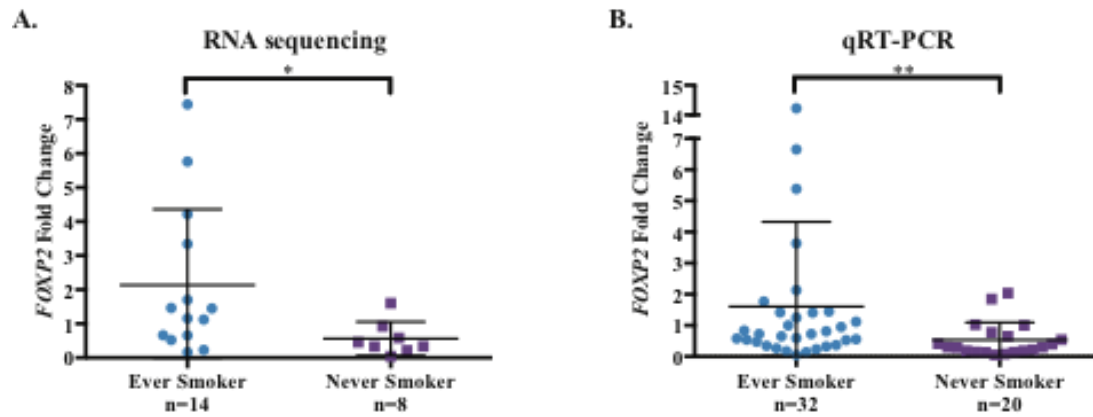 A.
RNA sequencing
*
8
7
6
5
4
3
2
1
0
FOXP2 Fold Change
Ever Smoker
n=14
Never Smoker
n=8
B.
qRT-PCR
**
15
14
7
6
5
4
3
2
1
0
FOXP2 Fold Change
Ever Smoker
n=32
Never Smoker
n=20